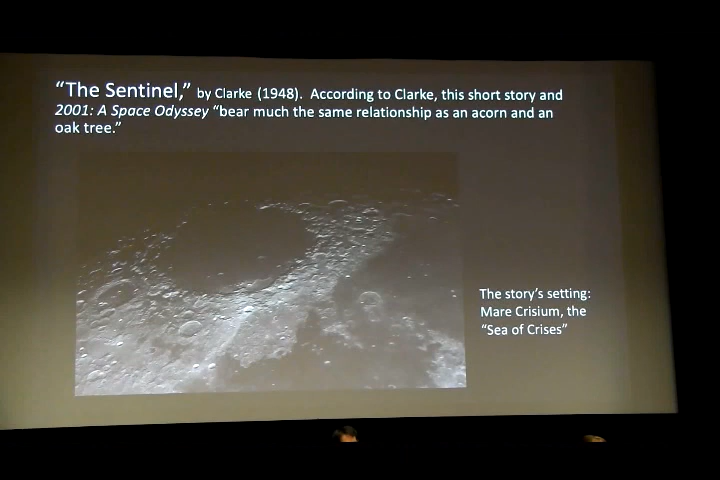 “The Sentinel,” by Clarke (1948). According to Clarke, this short story and
2001: A Space Odyssey “bear much the same relationship as an acorn and an
oak tree.”
The story’s setting:
Mare Crisium, the
“Sea of Crises”